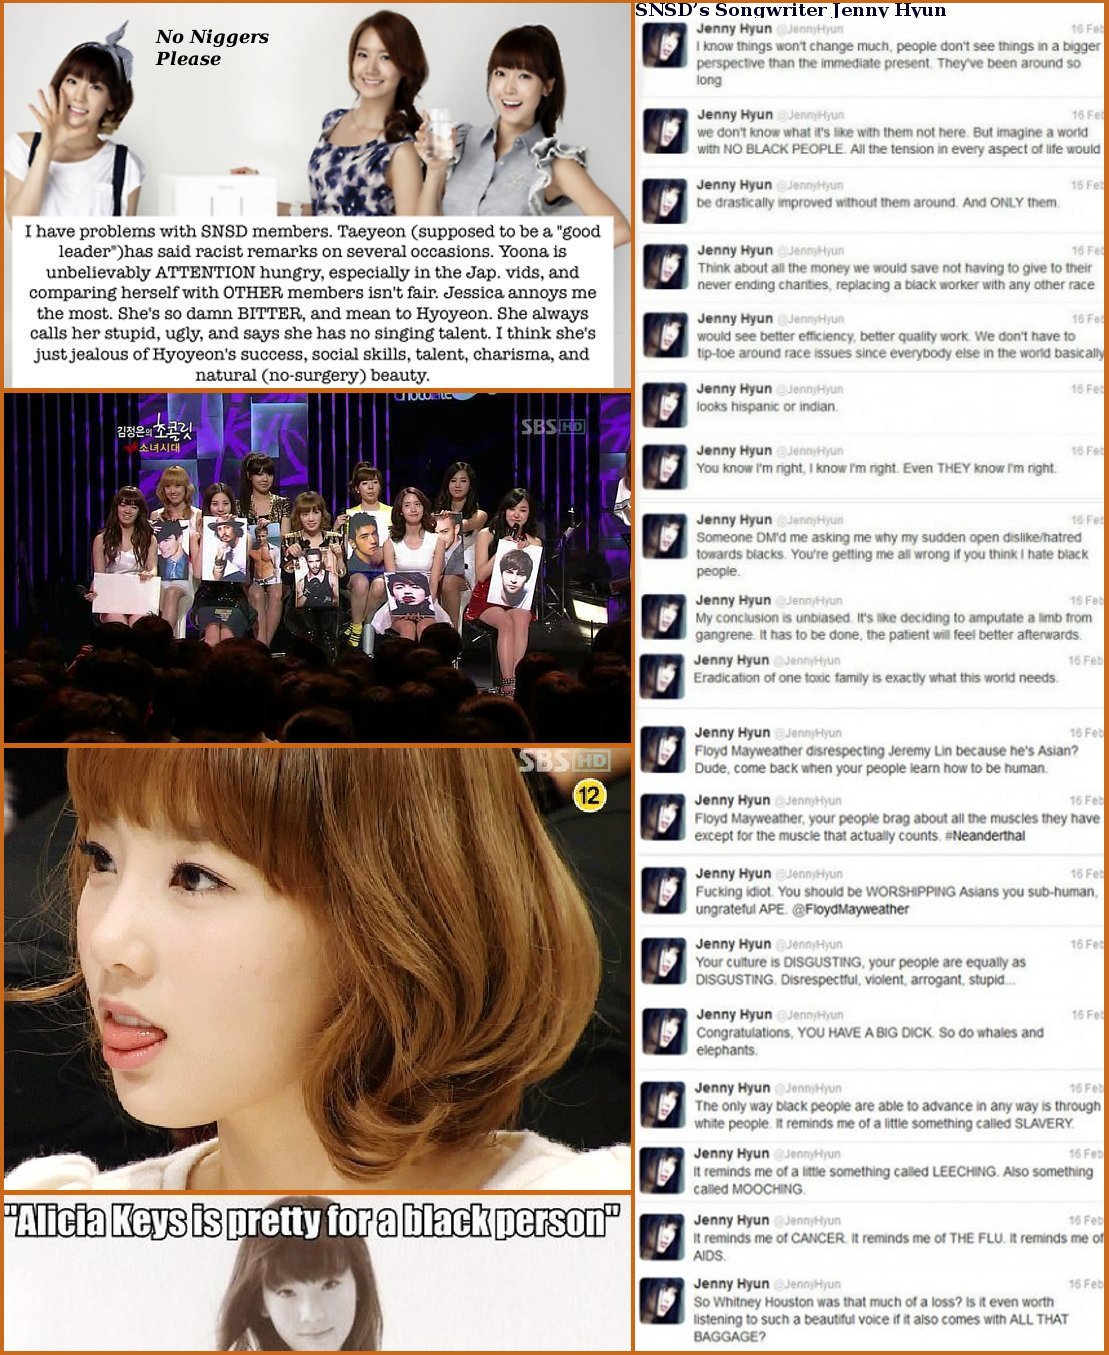 No Niggers
Please
I have problems with SNSD members. Taeyeon (supposed to be a "good
leader")has said racist remarks on several occasions. Yoona is
unbelievably ATTENTION hungry, especially in the Jap. vids, and
comparing herself with OTHER members isn't fair. Jessica annoys me
the most. She's so damn BITTER, and mean to Hyoyeon. She always
calls her stupid, ugly, and says she has no singing talent. I think she's
just jealous of Hyoyeon's success, social skills, talent, charisma, and
natural (no-surgery) beauty.
김정은의 초콜릿
소녀시대
Chocolate
SBS HD
SBS HD
12
"Alicia Keys is pretty for a black person"
SNSD's Songwriter Jenny Hyun
Jenny Hyun @JennyHyun 16 Feb
I know things won't change much, people don't see things in a bigger
perspective than the immediate present. They've been around so
long
Jenny Hyun @JennyHyun 16 Feb
we don't know what it's like with them not here. But imagine a world
with NO BLACK PEOPLE. All the tension in every aspect of life would
Jenny Hyun @JennyHyun 16 Feb
be drastically improved without them around. And ONLY them.
Jenny Hyun @JennyHyun 16 Feb
Think about all the money we would save not having to give to their
never ending charities, replacing a black worker with any other race
Jenny Hyun @JennyHyun 16 Feb
would see better efficiency, better quality work. We don't have to
tip-toe around race issues since everybody else in the world basically
Jenny Hyun @JennyHyun 16 Feb
looks hispanic or indian.
Jenny Hyun @JennyHyun 16 Feb
You know I'm right, I know I'm right. Even THEY know I'm right.
Jenny Hyun @JennyHyun 16 Feb
Someone DM'd me asking me why my sudden open dislike/hatred
towards blacks. You're getting me all wrong if you think I hate black
people.
Jenny Hyun @JennyHyun 16 Feb
My conclusion is unbiased. It's like deciding to amputate a limb from
gangrene. It has to be done, the patient will feel better afterwards.
Jenny Hyun @JennyHyun 16 Feb
Eradication of one toxic family is exactly what this world needs.
Jenny Hyun @JennyHyun 16 Feb
Floyd Mayweather disrespecting Jeremy Lin because he's Asian?
Dude, come back when your people learn how to be human.
Jenny Hyun @JennyHyun 16 Feb
Floyd Mayweather, your people brag about all the muscles they have
except for the muscle that actually counts. #Neanderthal
Jenny Hyun @JennyHyun 16 Feb
Fucking idiot. You should be WORSHIPPING Asians you sub-human,
ungrateful APE. @FloydMayweather
Jenny Hyun @JennyHyun 16 Feb
Your culture is DISGUSTING, your people are equally as
DISGUSTING. Disrespectful, violent, arrogant, stupid...
Jenny Hyun @JennyHyun 16 Feb
Congratulations, YOU HAVE A BIG DICK. So do whales and
elephants.
Jenny Hyun @JennyHyun 16 Feb
The only way black people are able to advance in any way is through
white people. It reminds me of a little something called SLAVERY.
Jenny Hyun @JennyHyun 16 Feb
It reminds me of a little something called LEECHING. Also something
called MOOCHING.
Jenny Hyun @JennyHyun 16 Feb
It reminds me of CANCER. It reminds me of THE FLU. It reminds me of
AIDS.
Jenny Hyun @JennyHyun 16 Feb
So Whitney Houston was that much of a loss? Is it even worth
listening to such a beautiful voice if it also comes with ALL THAT
BAGGAGE?